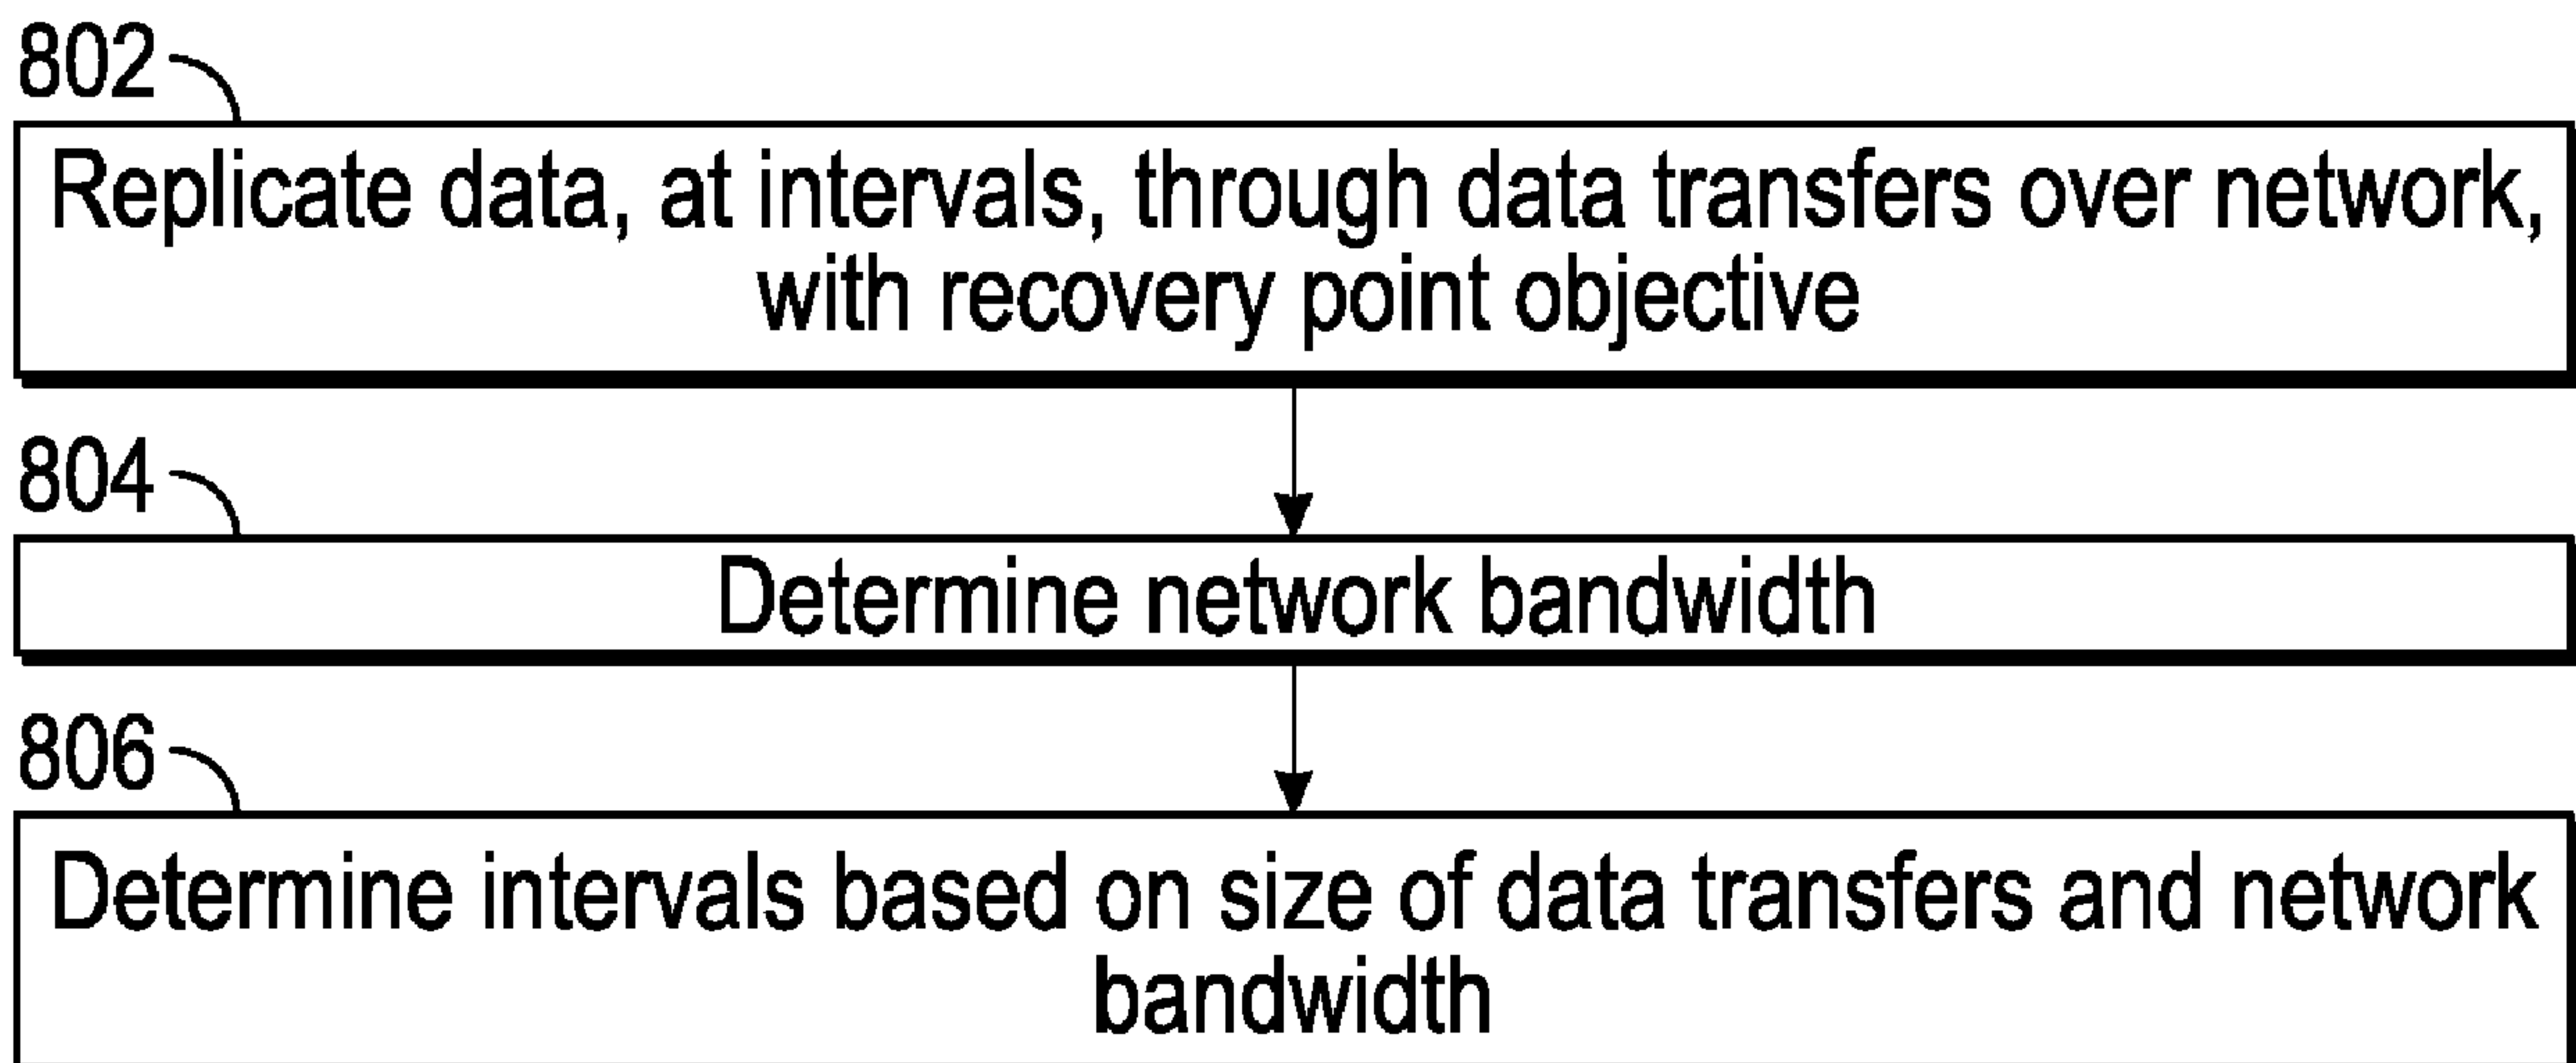 802
Replicate data, at intervals, through data transfers over network,
with recovery point objective
804
Determine network bandwidth
806
Determine intervals based on size of data transfers and network
bandwidth